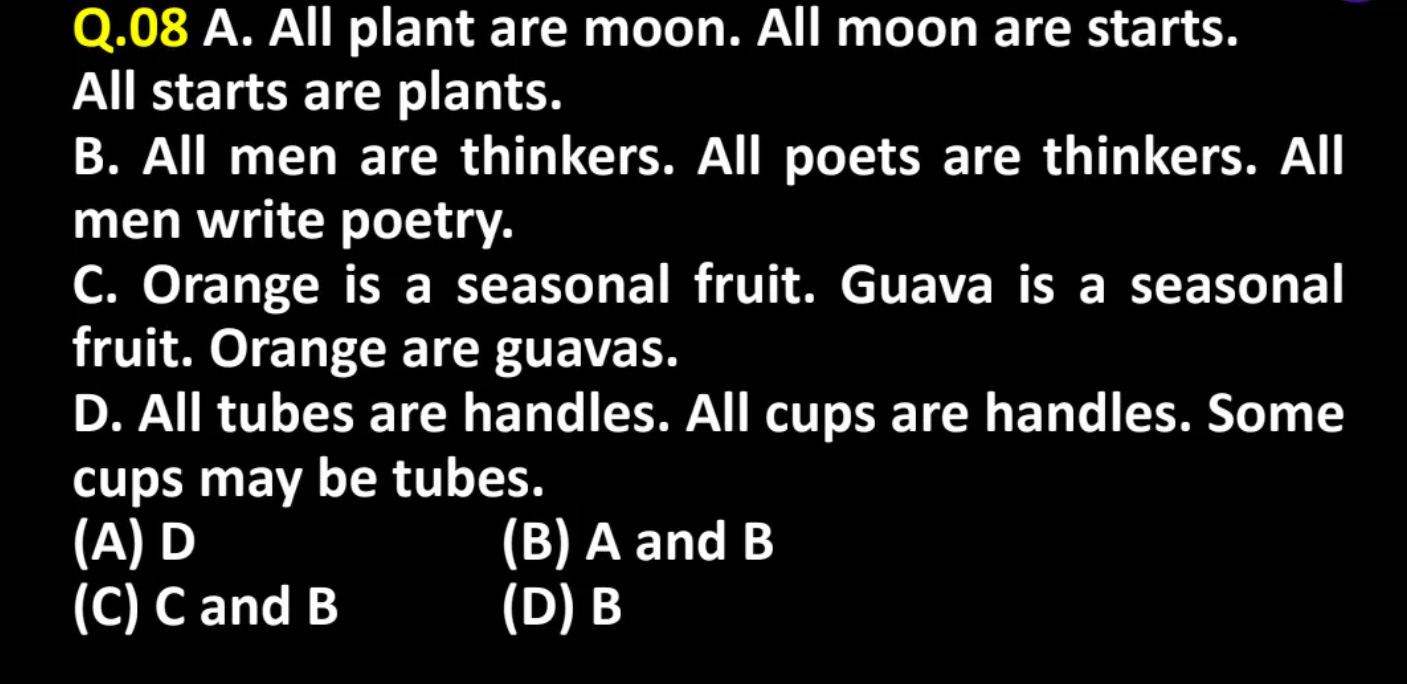 Q.08 A. All plant are moon. All moon are starts.
All starts are plants.
B. All men are thinkers. All poets are thinkers. All
men write poetry.
C. Orange is a seasonal fruit. Guava is a seasonal
fruit. Orange are guavas.
D. All tubes are handles. All cups are handles. Some
cups may be tubes.
(A) D (B) A and B
(C) C and B (D) B